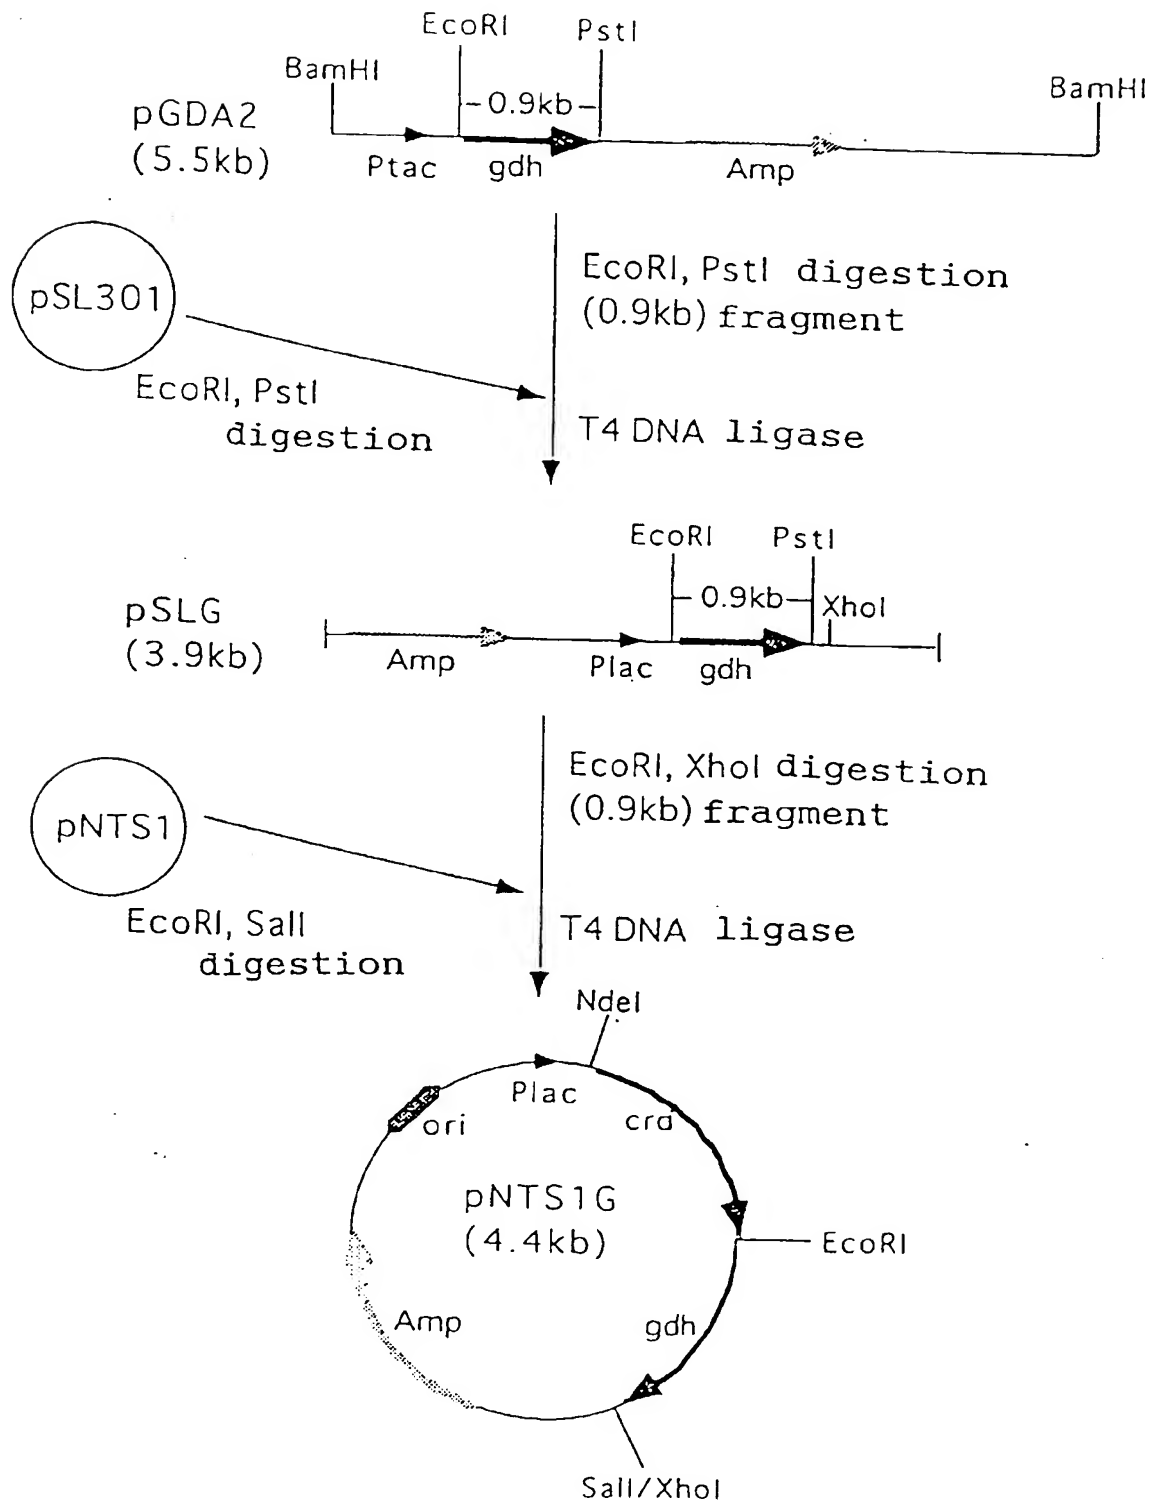 EcoRI PstI
BamHI
BamHI
0.9kb
pGDA2
(5.5kb)
Ptac gdh Amp
pSL301
EcoRI, PstI digestion
(0.9kb) fragment
EcoRI, PstI
digestion
T4 DNA ligase
EcoRI PstI
pSLG
(3.9kb)
0.9kb
XhoI
Amp Plac gdh
EcoRI, XhoI digestion
(0.9kb) fragment
pNTS1
EcoRI, SalI
digestion
T4 DNA ligase
NdeI
Plac
ori
crd
pNTS1G
(4.4kb)
EcoRI
Amp
gdh
SalI/XhoI